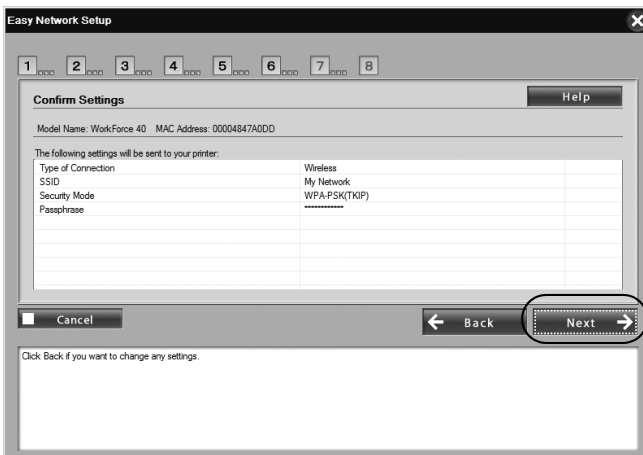 Easy Network Setup
1 2 3 4 5 6 7 8
Confirm Settings
Help
Model Name: WorkForce 40 MAC Address: 00004847A0DD
The following settings will be sent to your printer:
Type of Connection Wireless
SSID My Network
Security Mode WPA-PSK(TKIP)
Passphrase ************
Cancel
Back
Next
Click Back if you want to change any settings.